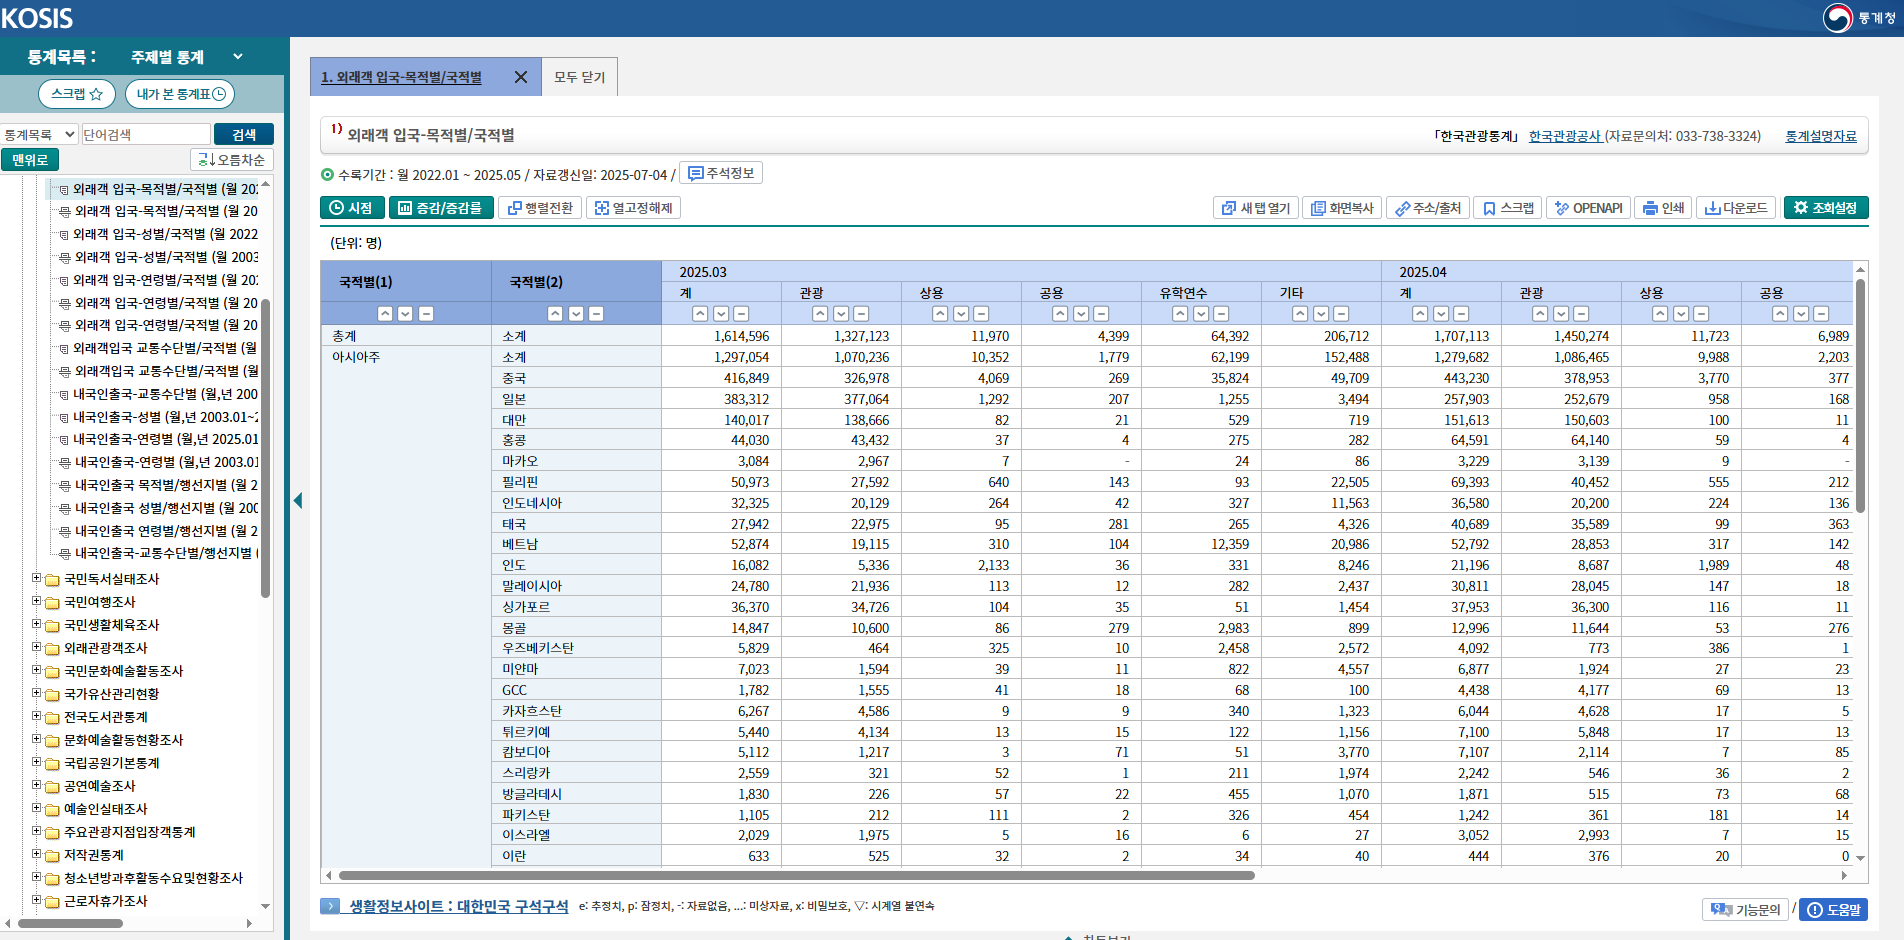 KOSIS
통계청
통계목록 : 주제별 통계
스크랩
내가 본 통계표
통계목록 단어검색 검색
맨위로 오름차순
외래객 입국-목적별/국적별 (월 202
외래객 입국-목적별/국적별 (월 20
외래객 입국-성별/국적별 (월 2022
외래객 입국-성별/국적별 (월 2003
외래객 입국-연령별/국적별 (월 202
외래객 입국-연령별/국적별 (월 20
외래객 입국-연령별/국적별 (월 20
외래객입국 교통수단별/국적별 (월
외래객입국 교통수단별/국적별 (월
내국인출국-교통수단별 (월,년 200
내국인출국-성별 (월,년 2003.01~2
내국인출국-연령별 (월,년 2025.01
내국인출국-연령별 (월,년 2003.01
내국인출국 목적별/행선지별 (월 2
내국인출국 성별/행선지별 (월 200
내국인출국 연령별/행선지별 (월 2
내국인출국-교통수단별/행선지별 (
국민독서실태조사
국민여행조사
국민생활체육조사
외래관광객조사
국민문화예술활동조사
국가유산관리현황
전국도서관통계
문화예술활동현황조사
국립공원기본통계
공연예술조사
예술인실태조사
주요관광지점입장객통계
저작권통계
청소년방과후활동수요및현황조사
근로자휴가조사
1. 외래객 입국-목적별/국적별 모두 닫기
1) 외래객 입국-목적별/국적별 「한국관광통계」 한국관광공사 (자료문의처: 033-738-3324) 통계설명자료
수록기간 : 월 2022.01 ~ 2025.05 / 자료갱신일: 2025-07-04 / 주석정보
시점 증감/증감률 행렬전환 열고정해제 새 탭 열기 화면복사 주소/출처 스크랩 OPENAPI 인쇄 다운로드 조회설정
(단위: 명)
국적별(1) 국적별(2) 2025.03 2025.04
계 관광 상용 공용 유학연수 기타 계 관광 상용 공용
총계 소계 1,614,596 1,327,123 11,970 4,399 64,392 206,712 1,707,113 1,450,274 11,723 6,989
아시아주 소계 1,297,054 1,070,236 10,352 1,779 62,199 152,488 1,279,682 1,086,465 9,988 2,203
중국 416,849 326,978 4,069 269 35,824 49,709 443,230 378,953 3,770 377
일본 383,312 377,064 1,292 207 1,255 3,494 257,903 252,679 958 168
대만 140,017 138,666 82 21 529 719 151,613 150,603 100 11
홍콩 44,030 43,432 37 4 275 282 64,591 64,140 59 4
마카오 3,084 2,967 7 - 24 86 3,229 3,139 9 -
필리핀 50,973 27,592 640 143 93 22,505 69,393 40,452 555 212
인도네시아 32,325 20,129 264 42 327 11,563 36,580 20,200 224 136
태국 27,942 22,975 95 281 265 4,326 40,689 35,589 99 363
베트남 52,874 19,115 310 104 12,359 20,986 52,792 28,853 317 142
인도 16,082 5,336 2,133 36 331 8,246 21,196 8,687 1,989 48
말레이시아 24,780 21,936 113 12 282 2,437 30,811 28,045 147 18
싱가포르 36,370 34,726 104 35 51 1,454 37,953 36,300 116 11
몽골 14,847 10,600 86 279 2,983 899 12,996 11,644 53 276
우즈베키스탄 5,829 464 325 10 2,458 2,572 4,092 773 386 1
미얀마 7,023 1,594 39 11 822 4,557 6,877 1,924 27 23
GCC 1,782 1,555 41 18 68 100 4,438 4,177 69 13
카자흐스탄 6,267 4,586 9 9 340 1,323 6,044 4,628 17 5
튀르키예 5,440 4,134 13 15 122 1,156 7,100 5,848 17 13
캄보디아 5,112 1,217 3 71 51 3,770 7,107 2,114 7 85
스리랑카 2,559 321 52 1 211 1,974 2,242 546 36 2
방글라데시 1,830 226 57 22 455 1,070 1,871 515 73 68
파키스탄 1,105 212 111 2 326 454 1,242 361 181 14
이스라엘 2,029 1,975 5 16 6 27 3,052 2,993 7 15
이란 633 525 32 2 34 40 444 376 20 0
생활정보사이트 : 대한민국 구석구석 e: 추정치, p: 잠정치, -: 자료없음, ...: 미상자료, x: 비밀보호, ▽: 시계열 불연속
기능문의 / 도움말